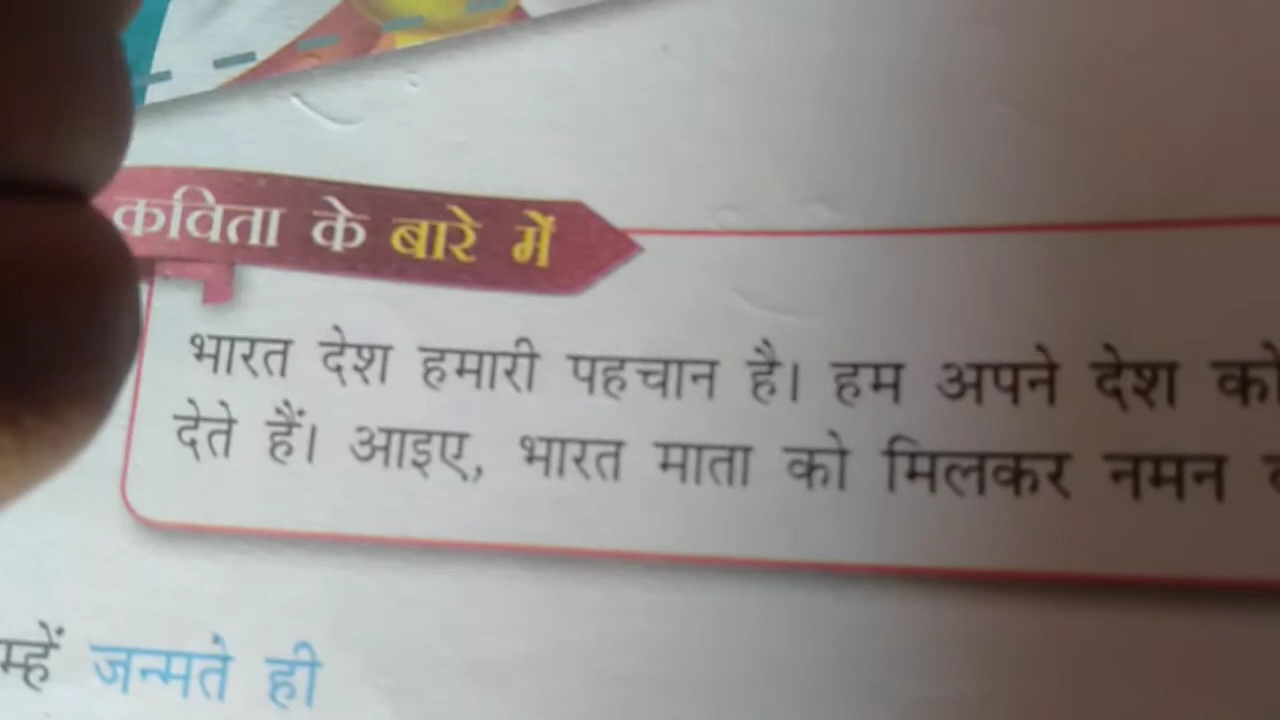 कविता के बारे में
भारत देश हमारी पहचान है। हम अपने देश को
देते हैं। आइए, भारत माता को मिलकर नमन
जन्मते ही